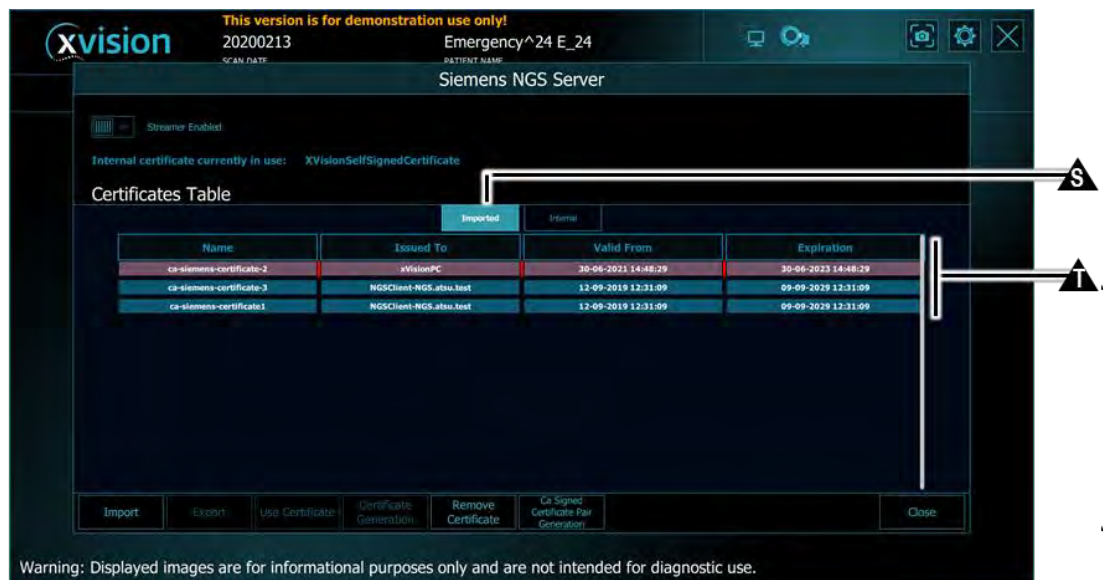 This version is for demonstration use only!
xvision 20200213 Emergency^24 E_24
SCAN DATE PATIENT NAME
Siemens NGS Server
Streamer Enabled
Internal certificate currently in use: XVisionSelfSignedCertificate
S
Certificates Table
Imported Internal
Name Issued To Valid From Expiration
ca-siemens-certificate-2 xVisionPC 30-06-2021 14:48:29 30-06-2023 14:48:29
T
ca-siemens-certificate-3 NGSClient-NGS.atsu.test 12-09-2019 12:31:09 09-09-2029 12:31:09
ca-siemens-certificate1 NGSClient-NGS.atsu.test 12-09-2019 12:31:09 09-09-2029 12:31:09
Import Export Use Certificate Certificate Generation Remove Certificate Ca Signed Certificate Pair Generation Close
Warning: Displayed images are for informational purposes only and are not intended for diagnostic use.